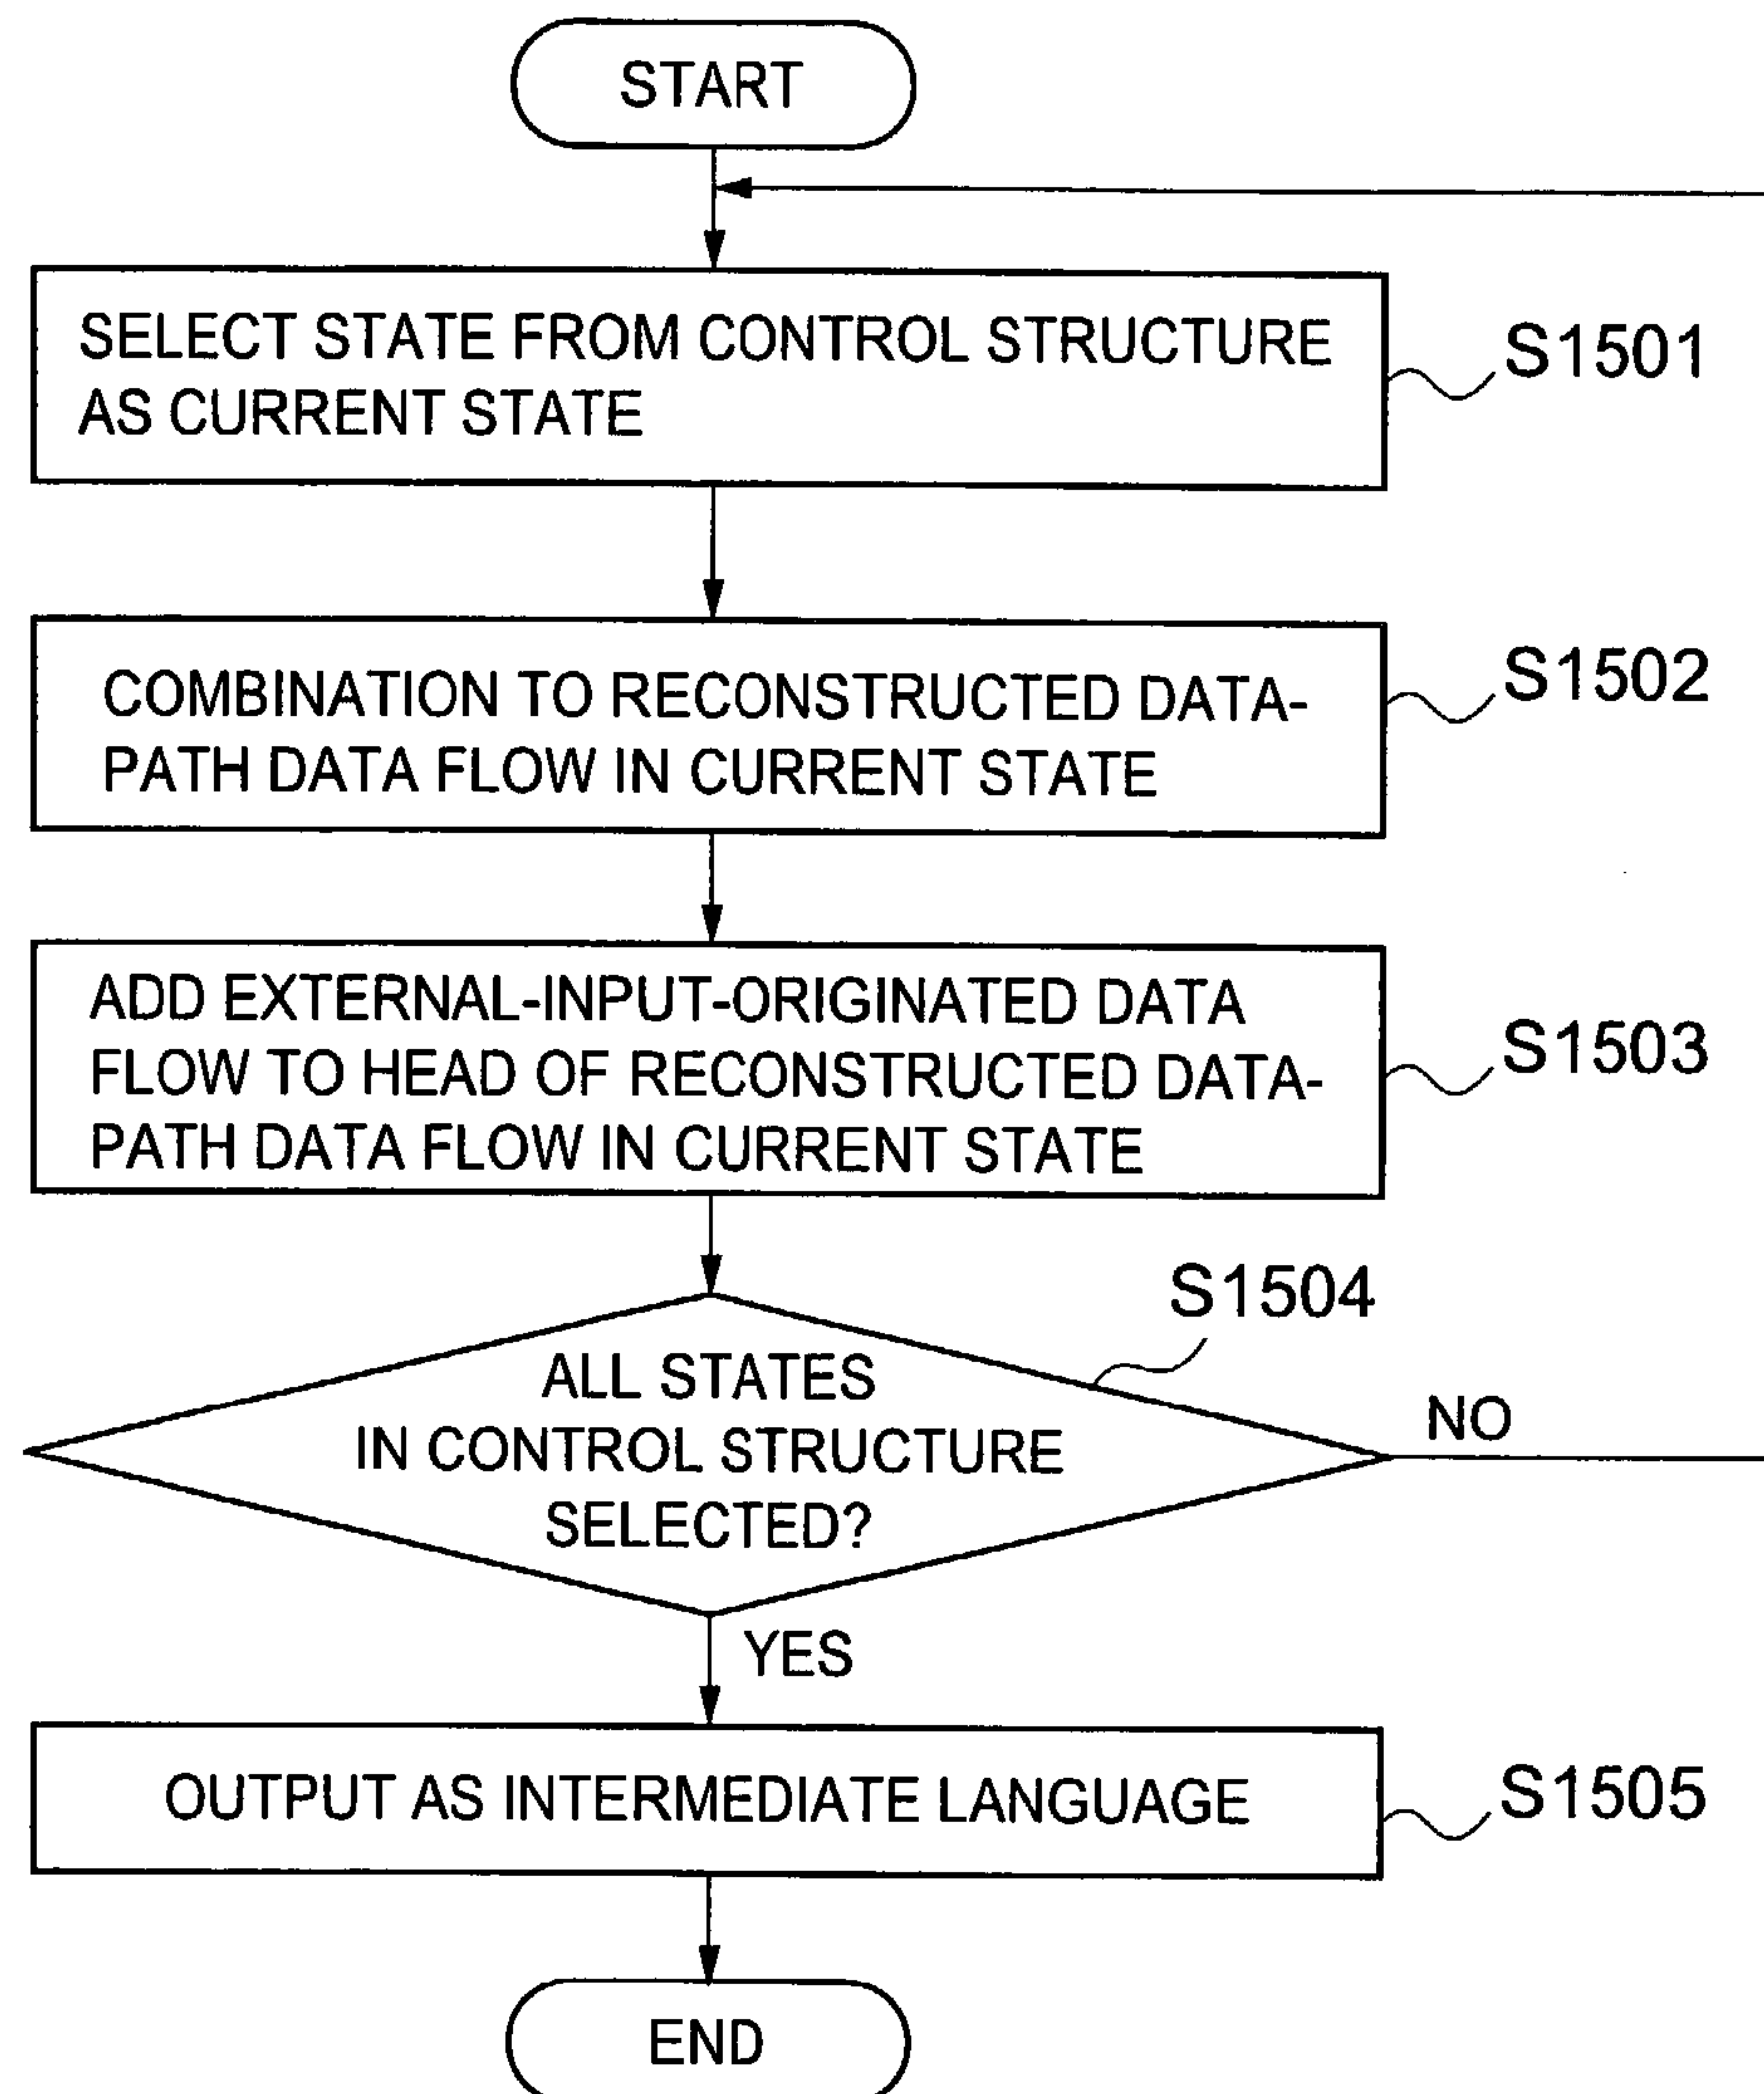 START
SELECT STATE FROM CONTROL STRUCTURE
AS CURRENT STATE
S1501
COMBINATION TO RECONSTRUCTED DATA-
PATH DATA FLOW IN CURRENT STATE
S1502
ADD EXTERNAL-INPUT-ORIGINATED DATA
FLOW TO HEAD OF RECONSTRUCTED DATA-
PATH DATA FLOW IN CURRENT STATE
S1503
S1504
ALL STATES
IN CONTROL STRUCTURE
SELECTED?
NO
YES
OUTPUT AS INTERMEDIATE LANGUAGE
S1505
END